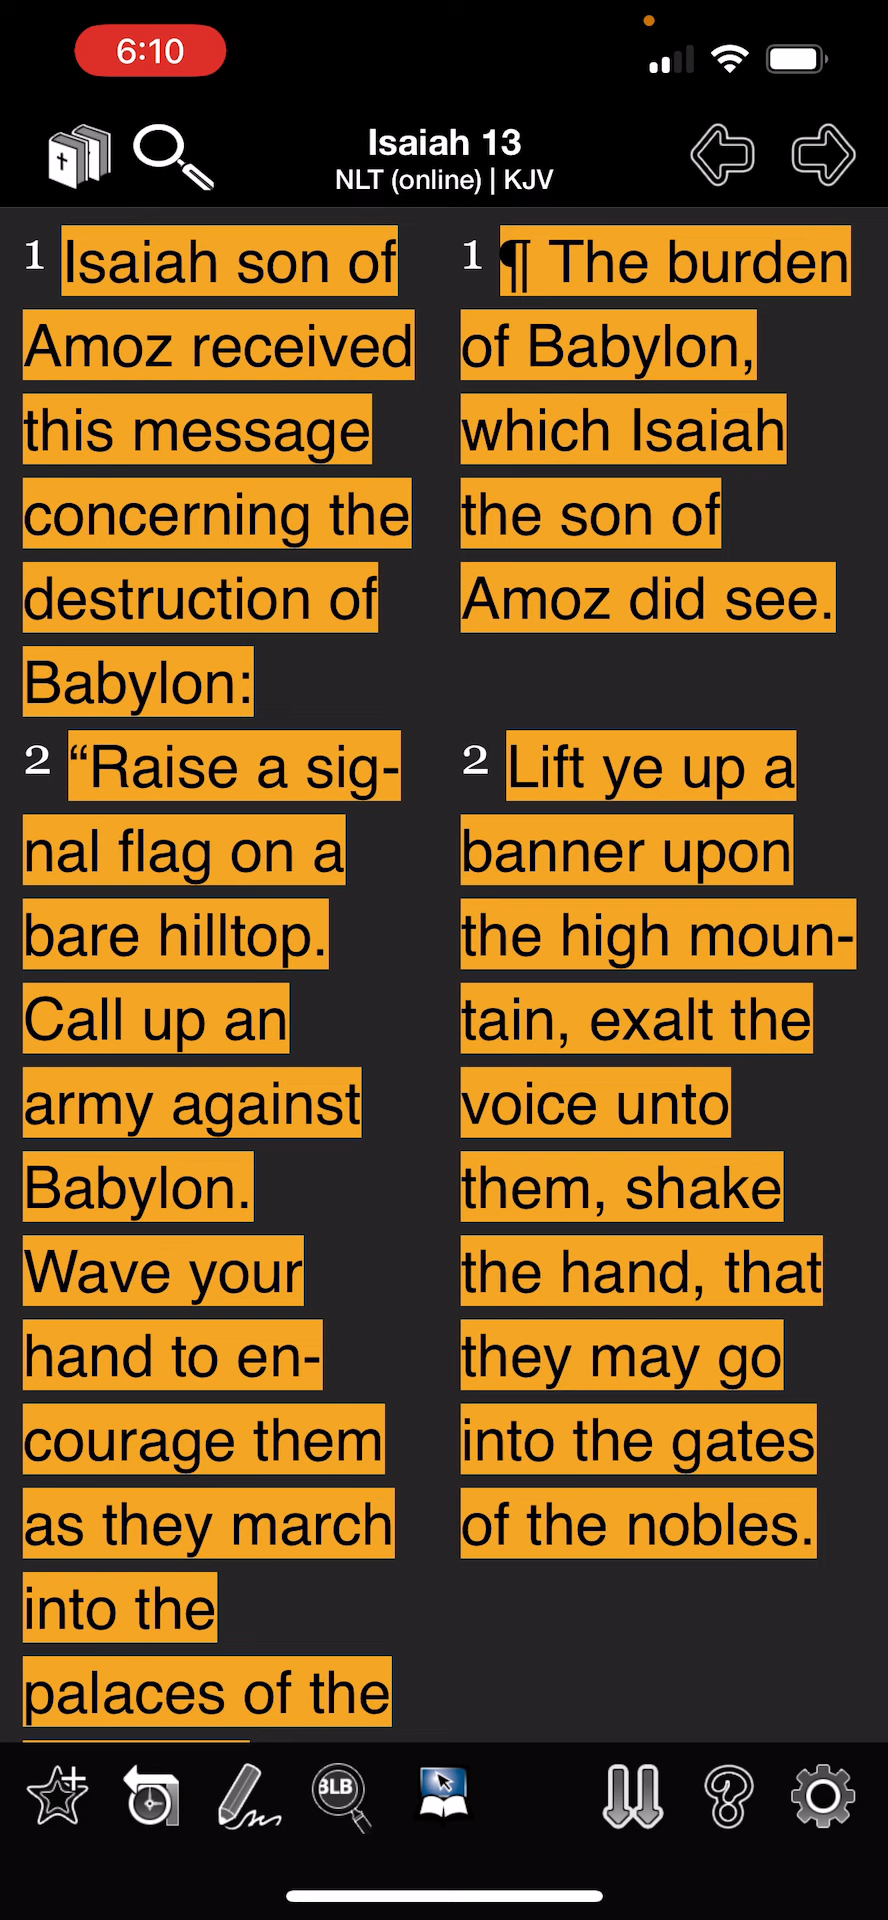 6:10
Isaiah 13
NLT (online) | KJV
1 Isaiah son of
Amoz received
this message
concerning the
destruction of
Babylon:
2 “Raise a sig-
nal flag on a
bare hilltop.
Call up an
army against
Babylon.
Wave your
hand to en-
courage them
as they march
into the
palaces of the
1 ¶ The burden
of Babylon,
which Isaiah
the son of
Amoz did see.
2 Lift ye up a
banner upon
the high moun-
tain, exalt the
voice unto
them, shake
the hand, that
they may go
into the gates
of the nobles.
BLB